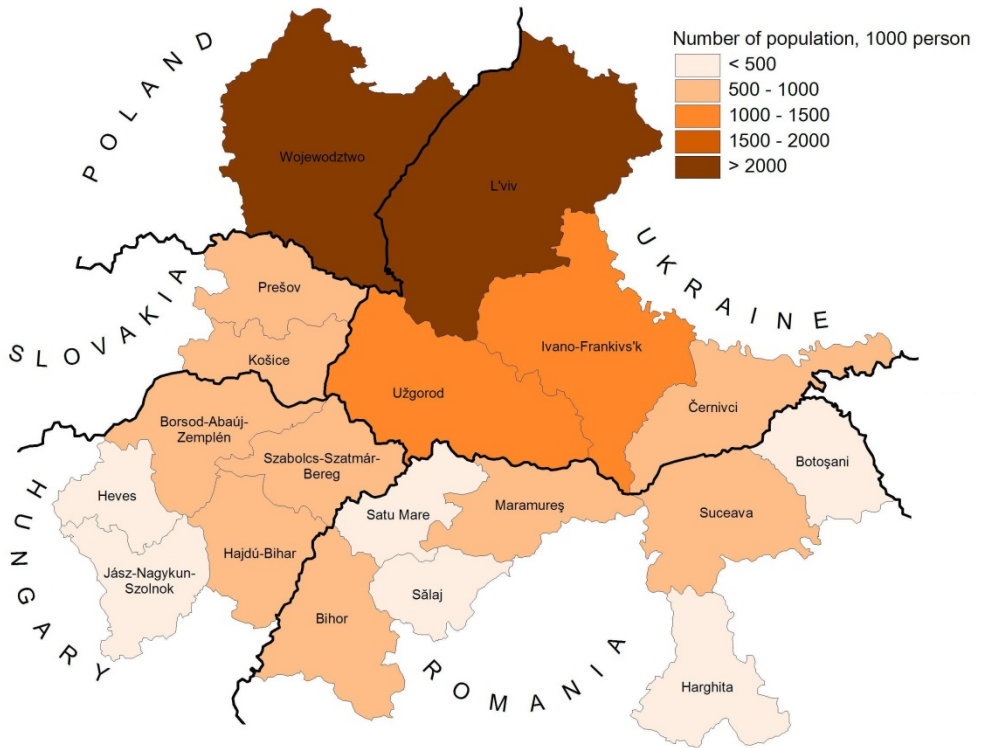 Number of population, 1000 person
< 500
500 - 1000
1000 - 1500
1500 - 2000
> 2000
POLAND
Wojewodztwo
L'viv
UKRAINE
SLOVAKIA
Prešov
Košice
Ivano-Frankivs'k
Užgorod
Černivci
Borsod-Abaúj-
Zemplén
Szabolcs-Szatmár-
Bereg
Botoşani
HUNGARY
Heves
Satu Mare
Maramureş
Suceava
Hajdú-Bihar
Jász-Nagykun-
Szolnok
Sălaj
Bihor
ROMANIA
Harghita